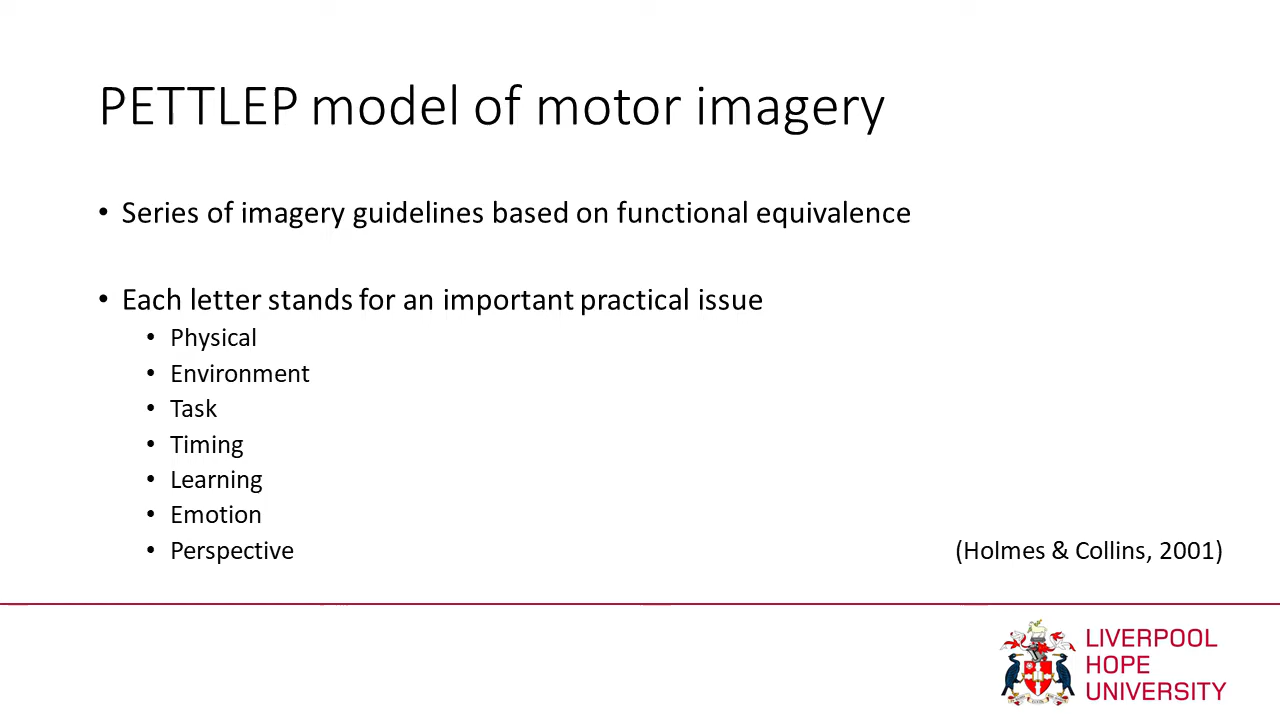 PETTLEP model of motor imagery
• Series of imagery guidelines based on functional equivalence
• Each letter stands for an important practical issue
• Physical
• Environment
• Task
• Timing
• Learning
• Emotion
• Perspective
(Holmes & Collins, 2001)
LIVERPOOL
HOPE
UNIVERSITY